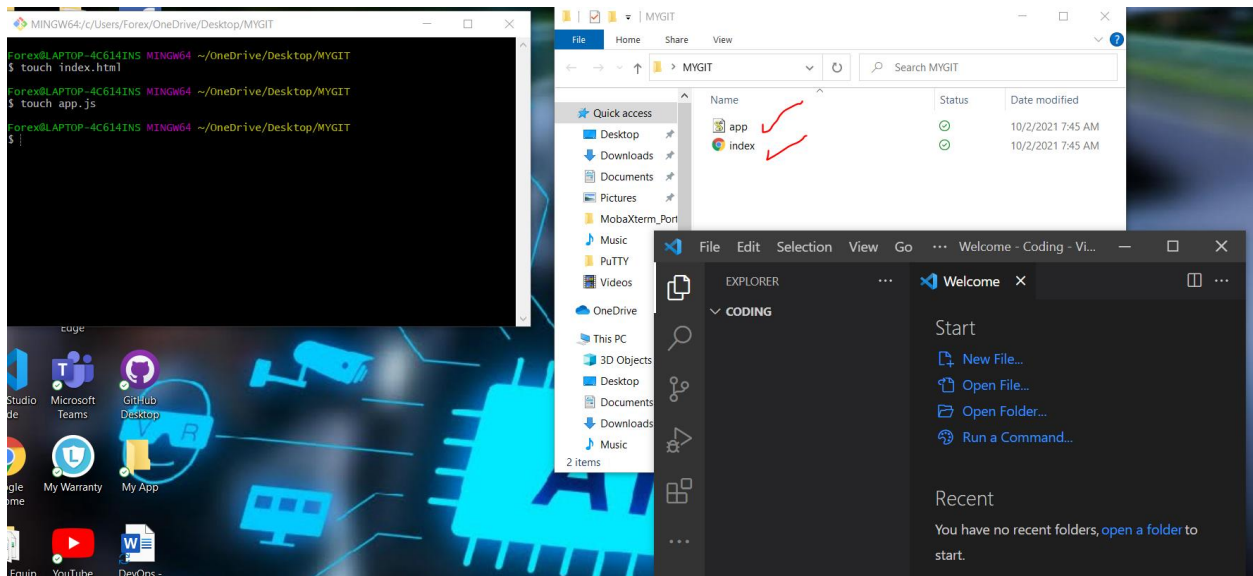 MINGW64:/c/Users/Forex/OneDrive/Desktop/MYGIT
Forex@LAPTOP-4C614INS MINGW64 ~/OneDrive/Desktop/MYGIT
$ touch index.html
Forex@LAPTOP-4C614INS MINGW64 ~/OneDrive/Desktop/MYGIT
$ touch app.js
Forex@LAPTOP-4C614INS MINGW64 ~/OneDrive/Desktop/MYGIT
$
MYGIT
File Home Share View
MYGIT
Search MYGIT
Name Status Date modified
app 10/2/2021 7:45 AM
index 10/2/2021 7:45 AM
Quick access
Desktop
Downloads
Documents
Pictures
MobaXterm_Port
Music
PuTTY
Videos
OneDrive
This PC
3D Objects
Desktop
Documents
Downloads
Music
2 items
File Edit Selection View Go ··· Welcome - Coding - Vi...
EXPLORER ···
CODING
Welcome
Start
New File...
Open File...
Open Folder...
Run a Command...
Recent
You have no recent folders, open a folder to
start.
Edge
Studio
de
Microsoft
Teams
GitHub
Desktop
V R
gle
ome
My Warranty
My App
Equip
YouTube
DevOps -